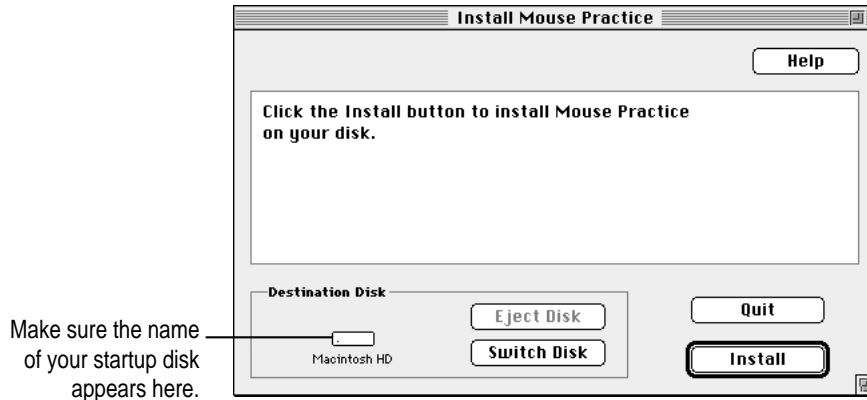 Install Mouse Practice
Help
Click the Install button to install Mouse Practice
on your disk.
Destination Disk
Eject Disk
Quit
Macintosh HD
Switch Disk
Install
Make sure the name
of your startup disk
appears here.